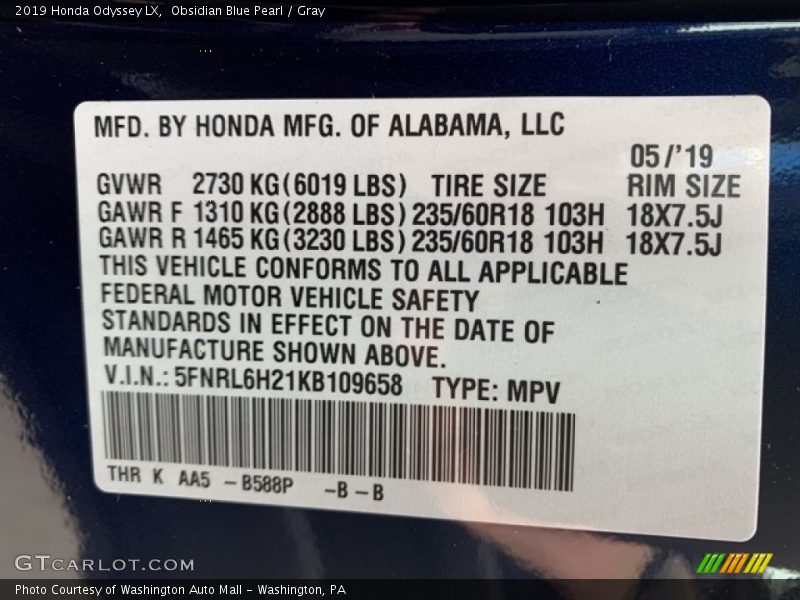 2019 Honda Odyssey LX, Obsidian Blue Pearl / Gray
MFD. BY HONDA MFG. OF ALABAMA, LLC
05/'19
GVWR 2730 KG(6019 LBS) TIRE SIZE RIM SIZE
GAWR F 1310 KG(2888 LBS) 235/60R18 103H 18X7.5J
GAWR R 1465 KG(3230 LBS) 235/60R18 103H 18X7.5J
THIS VEHICLE CONFORMS TO ALL APPLICABLE
FEDERAL MOTOR VEHICLE SAFETY
STANDARDS IN EFFECT ON THE DATE OF
MANUFACTURE SHOWN ABOVE.
V.I.N.: 5FNRL6H21KB109658 TYPE: MPV
THR K AA5 -B588P -B-B
GTCARLOT.COM
Photo Courtesy of Washington Auto Mall - Washington, PA